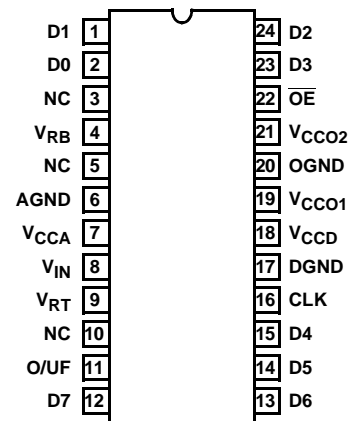 D1 1 24 D2
D0 2 23 D3
NC 3 22 OE
VRB 4 21 VCCO2
NC 5 20 OGND
AGND 6 19 VCCO1
VCCA 7 18 VCCD
VIN 8 17 DGND
VRT 9 16 CLK
NC 10 15 D4
O/UF 11 14 D5
D7 12 13 D6